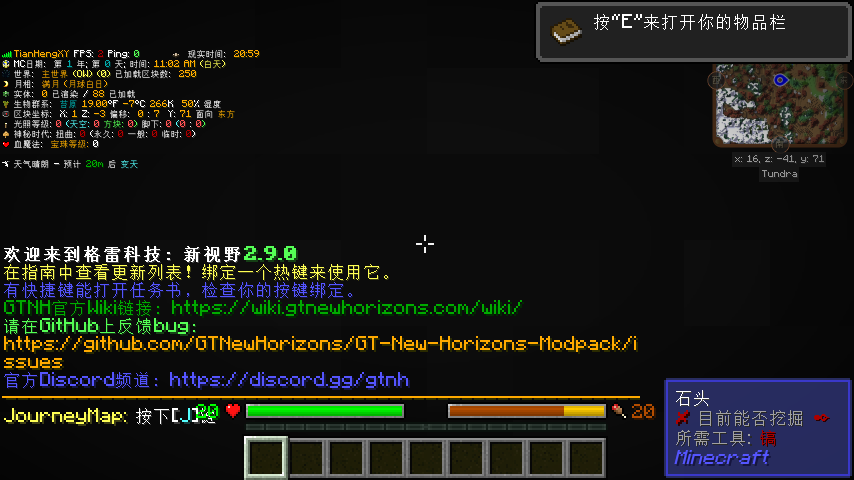 按"E"来打开你的物品栏
TianHengXY FPS: 3 Ping: 0 现实时间: 20:59
MC日期: 第 1 年; 第 0 天; 时间: 11:02 AM (白天)
世界: 主世界 (OW) (0) 已加载区块数: 250
月相: 满月 (月球白日)
实体: 0 已渲染 / 88 已加载
生物群系: 苔原 19.00°F -7°C 266K 50% 湿度
区块坐标: X: 1 Z: -3 偏移: 0 : 7 Y: 71 面向 东方
光照等级: 0 (天空: 0 方块: 0) 脚下: 0 (0 : 0)
神秘时代: 扭曲: 0 (永久: 0 一般: 0 临时: 0)
血魔法: 宝珠等级: 0
天气晴朗 - 预计 20m 后 变天
x: 16, z: -41, y: 71
Tundra
欢迎来到格雷科技: 新视野2.9.0
在指南中查看更新列表! 绑定一个热键来使用它。
有快捷键能打开任务书, 检查你的按键绑定。
GTNH官方Wiki链接: https://wiki.gtnewhorizons.com/wiki/
请在GitHub上反馈bug:
https://github.com/GTNewHorizons/GT-New-Horizons-Modpack/i
ssues
官方Discord频道: https://discord.gg/gtnh
JourneyMap: 按下[J]
20
20
石头
目前能否挖掘
所需工具: 镐
Minecraft